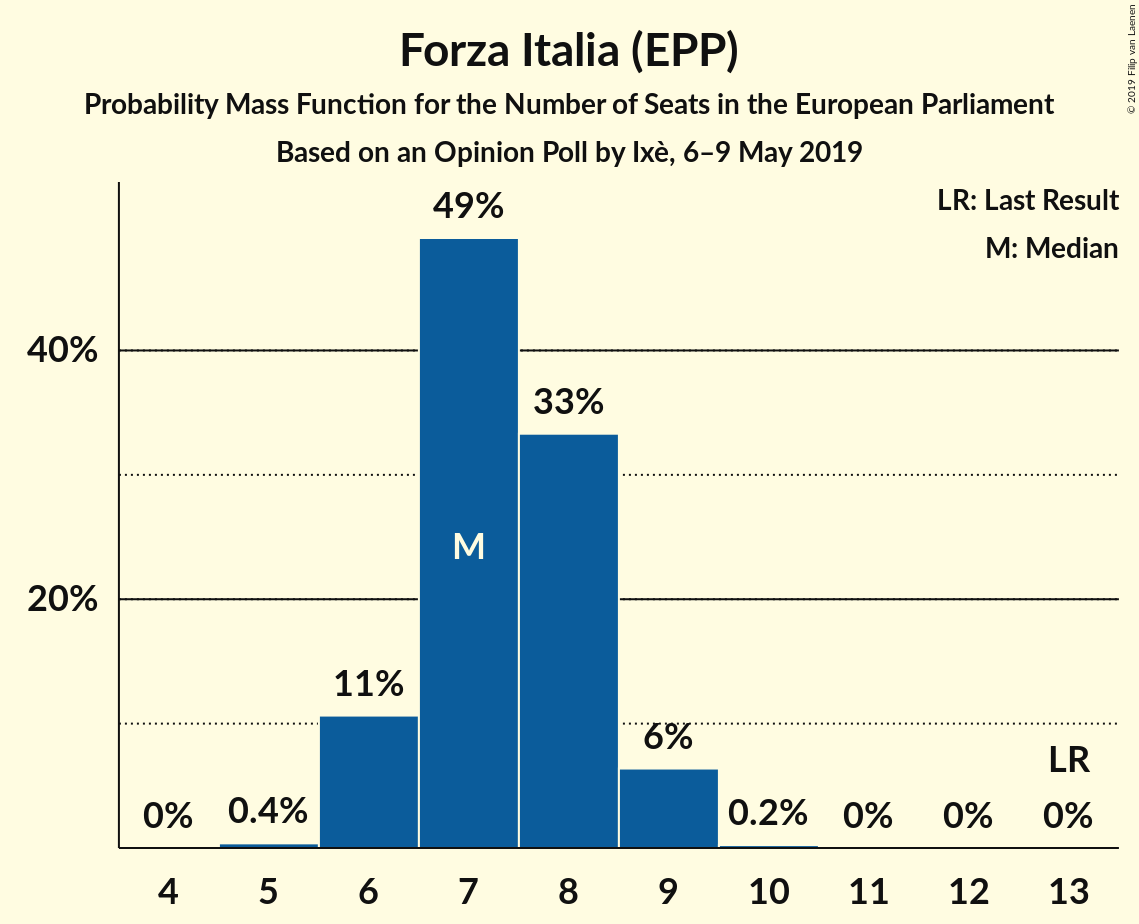 Forza Italia (EPP)
Probability Mass Function for the Number of Seats in the European Parliament
Based on an Opinion Poll by Ixè, 6–9 May 2019
© 2019 Filip van Laenen
LR: Last Result
M: Median
49%
40%
33%
M
20%
11%
6%
LR
0% 0.4% 0.2% 0% 0% 0%
4 5 6 7 8 9 10 11 12 13